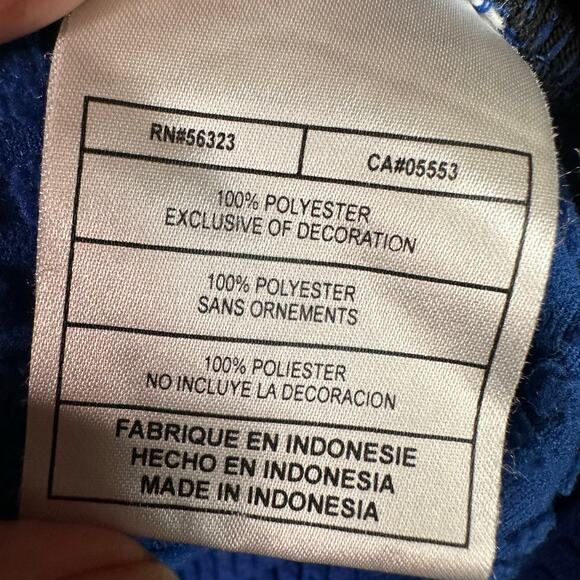 RN#56323
CA#05553
100% POLYESTER
EXCLUSIVE OF DECORATION
100% POLYESTER
SANS ORNEMENTS
100% POLIESTER
NO INCLUYE LA DECORACION
FABRIQUE EN INDONESIE
HECHO EN INDONESIA
MADE IN INDONESIA